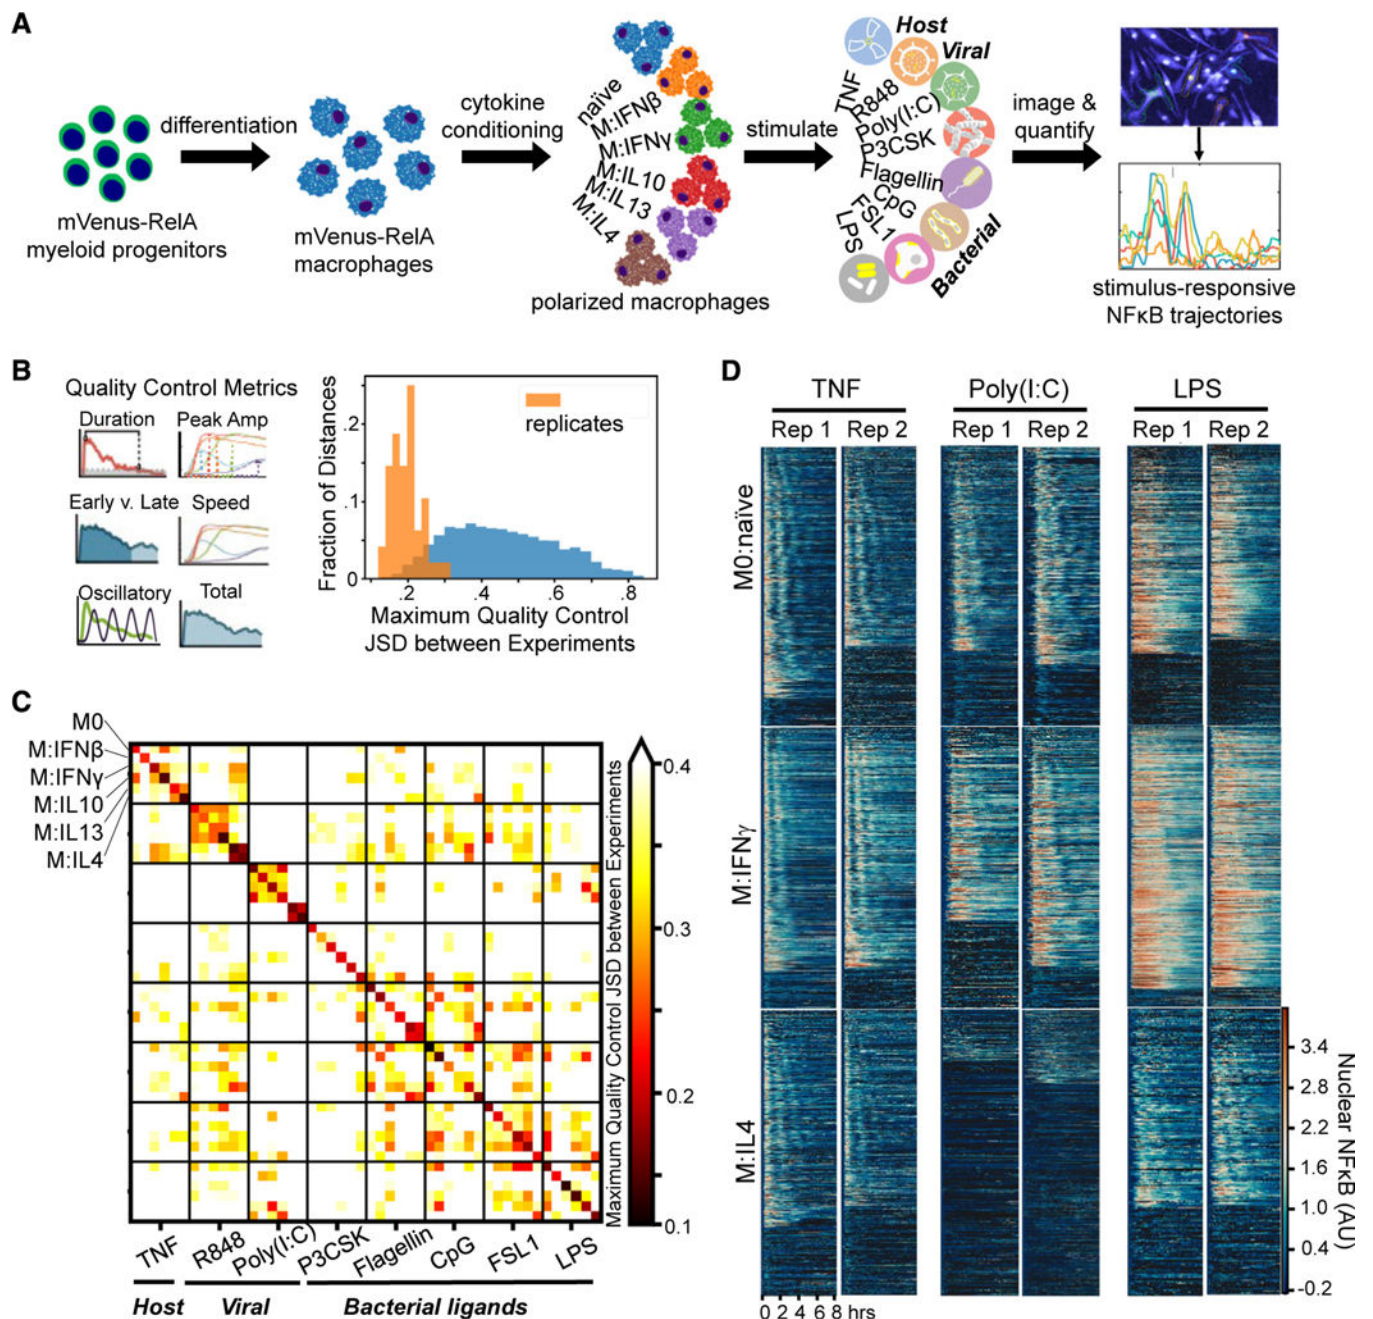 A
differentiation
mVenus-RelA
myeloid progenitors
mVenus-RelA
macrophages
cytokine
conditioning
naïve
M:IFNβ
M:IFNγ
M:IL10
M:IL13
M:IL4
polarized macrophages
stimulate
Host
Viral
Bacterial
TNF
R848
Poly(I:C)
P3CSK
Flagellin
CpG
FSL1
LPS
image &
quantify
stimulus-responsive
NFκB trajectories
B
Quality Control Metrics
Duration
Peak Amp
Early v. Late
Speed
Oscillatory
Total
Fraction of Distances
.2
.1
0
replicates
.2
.4
.6
.8
Maximum Quality Control
JSD between Experiments
C
M0
M:IFNβ
M:IFNγ
M:IL10
M:IL13
M:IL4
TNF
R848
Poly(I:C)
P3CSK
Flagellin
CpG
FSL1
LPS
Host
Viral
Bacterial ligands
0.4
0.3
0.2
0.1
Maximum Quality Control JSD between Experiments
D
TNF
Poly(I:C)
LPS
Rep 1
Rep 2
Rep 1
Rep 2
Rep 1
Rep 2
M0:naïve
M:IFNγ
M:IL4
0 2 4 6 8 hrs
3.4
2.8
2.2
1.6
1.0
0.4
-0.2
Nuclear NFκB (AU)